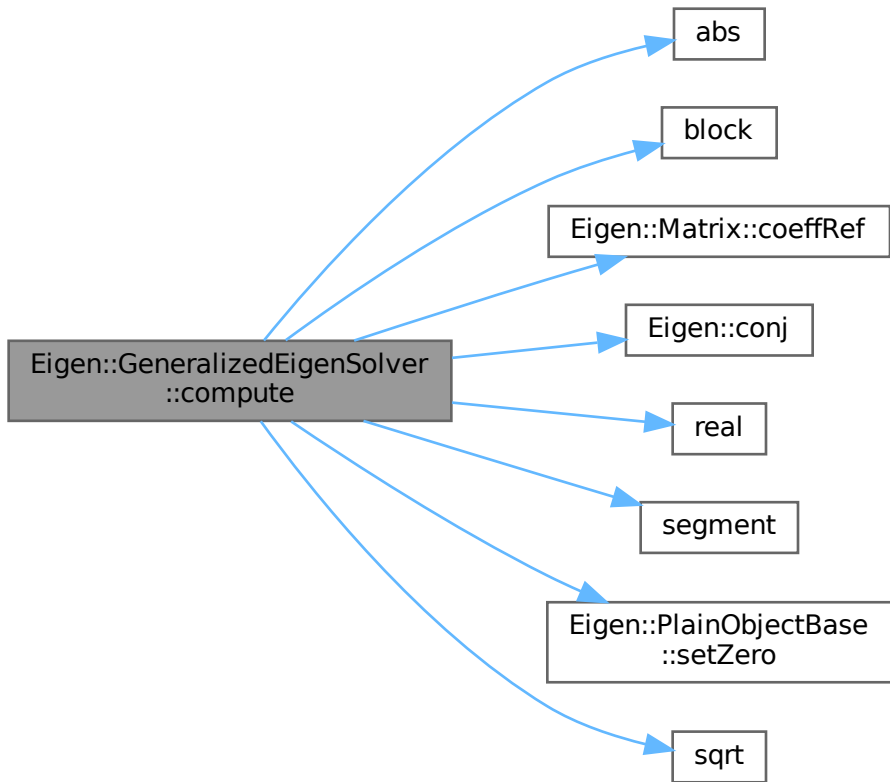 abs
block
Eigen::Matrix::coeffRef
Eigen::conj
Eigen::GeneralizedEigenSolver
::compute
real
segment
Eigen::PlainObjectBase
::setZero
sqrt